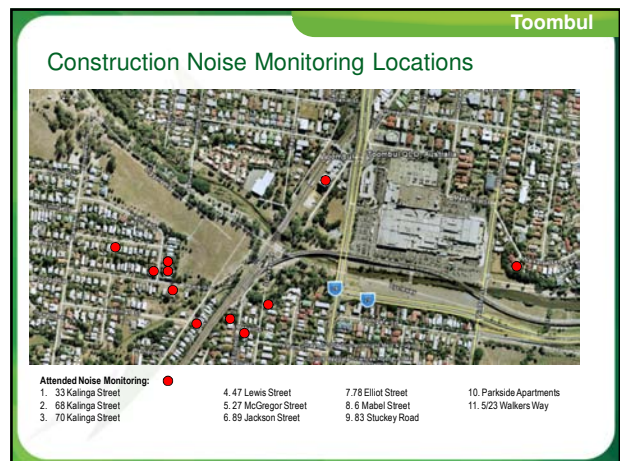 Toombul
Construction Noise Monitoring Locations
Attended Noise Monitoring:
1. 33 Kalinga Street
2. 68 Kalinga Street
3. 70 Kalinga Street
4. 47 Lewis Street
5. 27 McGregor Street
6. 89 Jackson Street
7. 78 Elliot Street
8. 6 Mabel Street
9. 83 Stuckey Road
10. Parkside Apartments
11. 5/23 Walkers Way